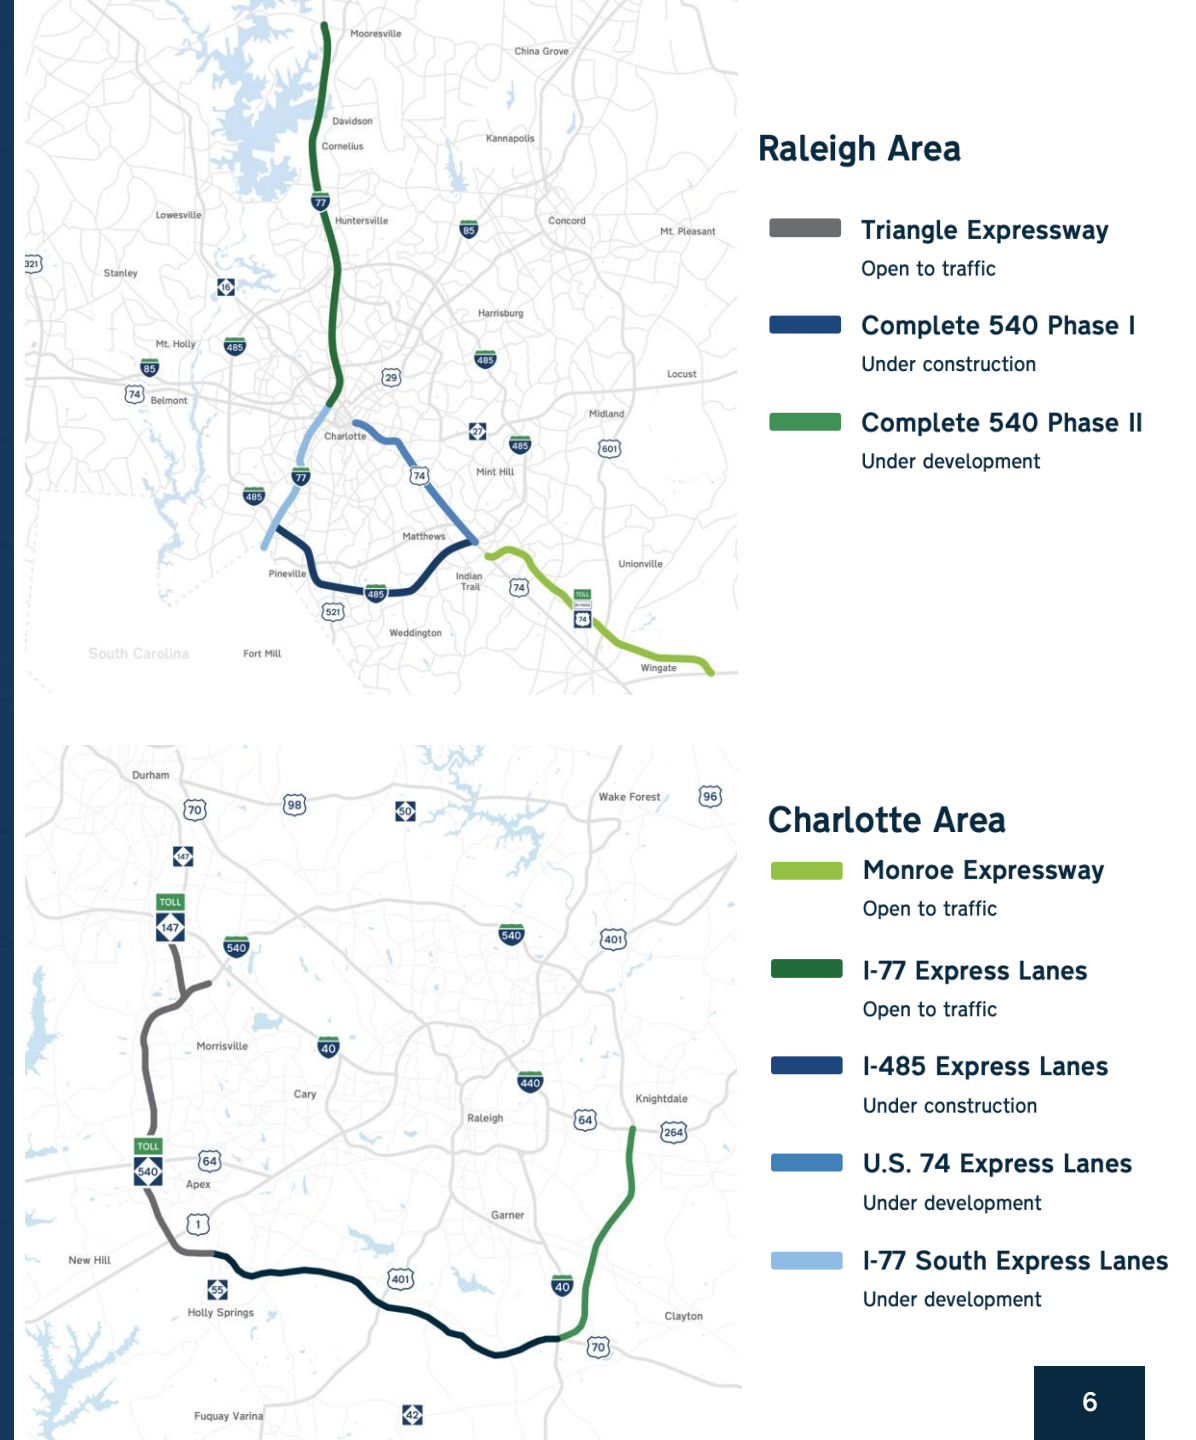 Mooresville
China Grove
Davidson
Cornelius
Kannapolis
77
Lowesville
Huntersville
85
Concord
Mt. Pleasant
321
Stanley
16
Harrisburg
Mt. Holly
485
85
485
74
Belmont
29
Locust
Midland
Charlotte
27
485
601
77
74
Mint Hill
485
Matthews
Pineville
Indian
Trail
Unionville
74
TOLL
BYPASS
74
485
521
Weddington
South Carolina
Fort Mill
Wingate
Raleigh Area
Triangle Expressway
Open to traffic
Complete 540 Phase I
Under construction
Complete 540 Phase II
Under development
Durham
70
98
50
Wake Forest
96
147
TOLL
147
540
540
401
Morrisville
40
Cary
440
Raleigh
64
Knightdale
264
TOLL
540
64
Apex
1
Garner
New Hill
55
Holly Springs
401
40
Clayton
70
Fuquay Varina
42
Charlotte Area
Monroe Expressway
Open to traffic
I-77 Express Lanes
Open to traffic
I-485 Express Lanes
Under construction
U.S. 74 Express Lanes
Under development
I-77 South Express Lanes
Under development
6